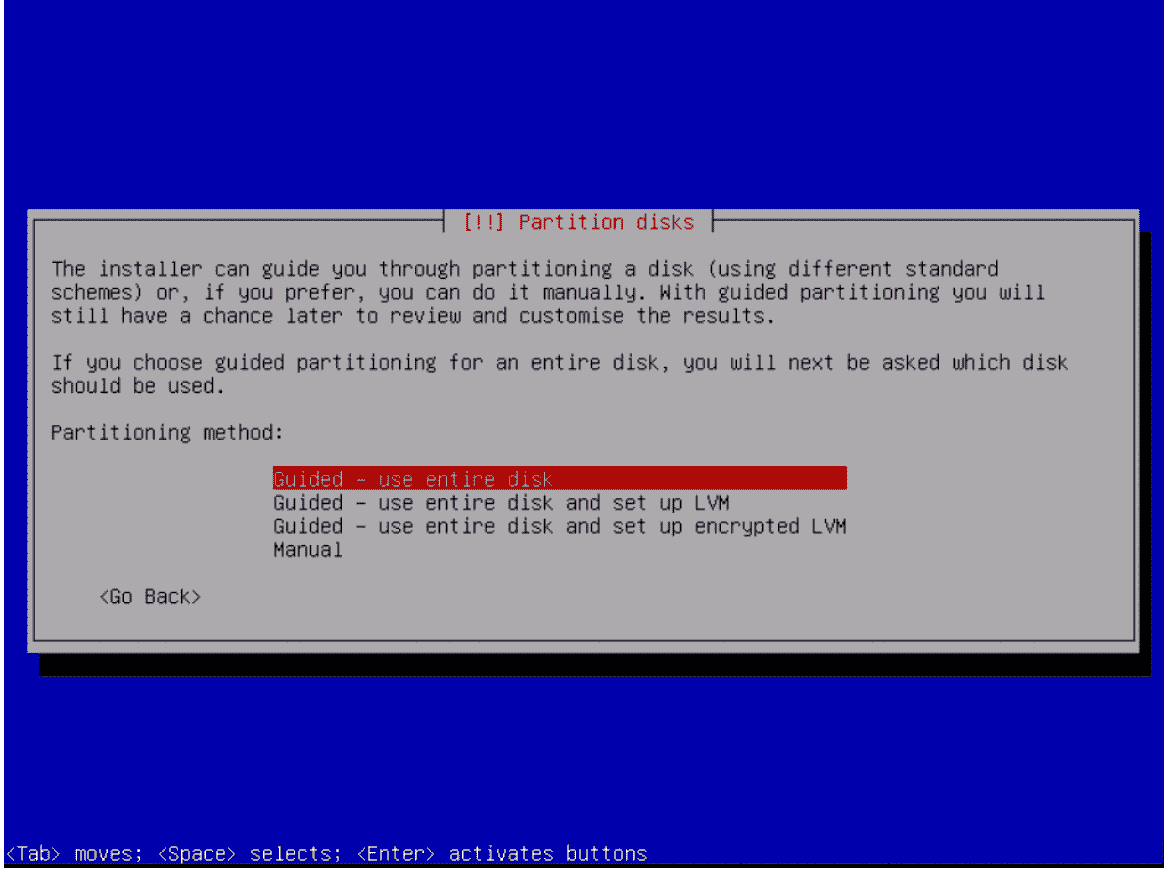 [!!] Partition disks
The installer can guide you through partitioning a disk (using different standard
schemes) or, if you prefer, you can do it manually. With guided partitioning you will
still have a chance later to review and customise the results.
If you choose guided partitioning for an entire disk, you will next be asked which disk
should be used.
Partitioning method:
Guided - use entire disk
Guided - use entire disk and set up LVM
Guided - use entire disk and set up encrypted LVM
Manual
<Go Back>
<Tab> moves; <Space> selects; <Enter> activates buttons